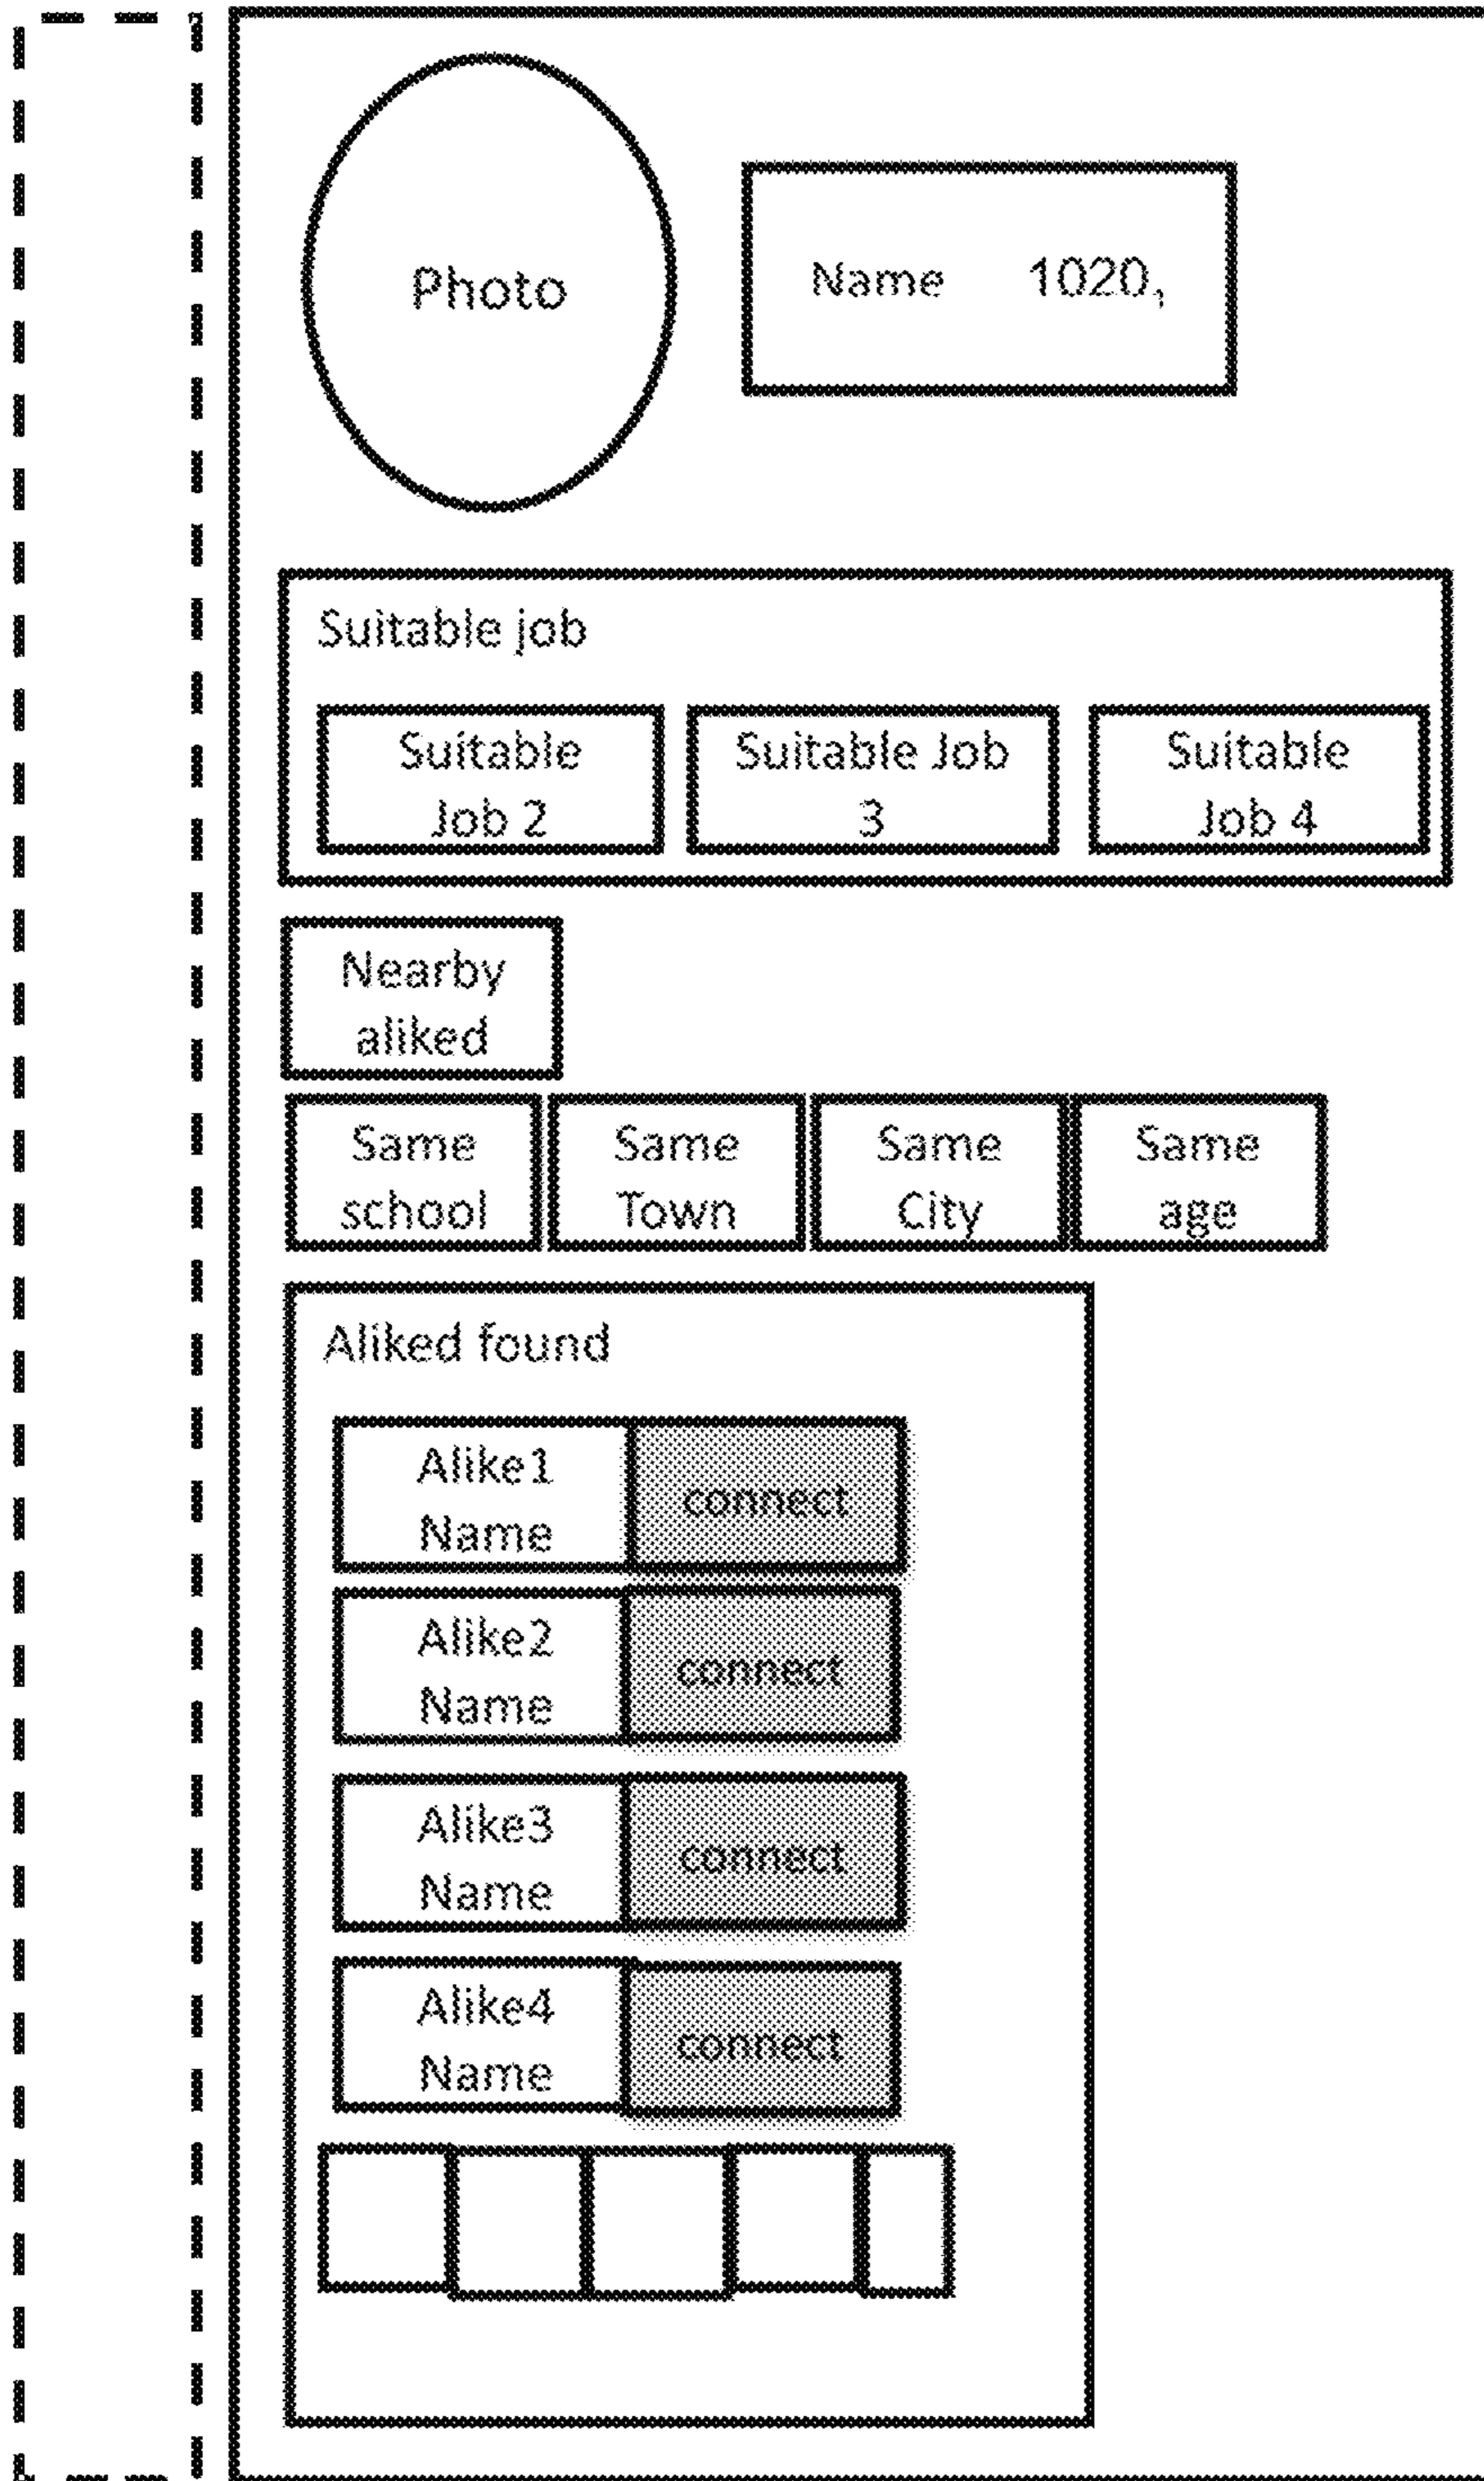 Photo
Name 1020,
Suitable job
Suitable
Job 2
Suitable Job
3
Suitable
Job 4
Nearby
aliked
Same
school
Same
Town
Same
City
Same
age
Aliked found
Alike1
Name
connect
Alike2
Name
connect
Alike3
Name
connect
Alike4
Name
connect